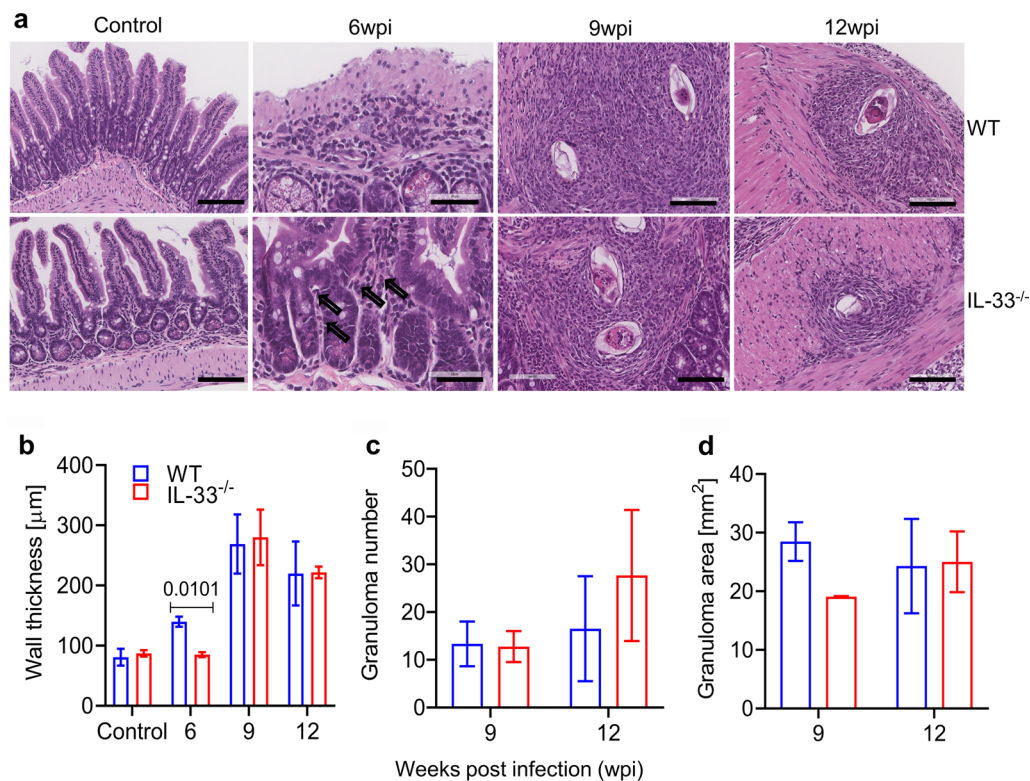 a
Control
6wpi
9wpi
12wpi
WT
IL-33-/-
b
Wall thickness [μm]
400
300
200
100
0
WT
IL-33-/-
0.0101
Control
6
9
12
c
Granuloma number
50
40
30
20
10
0
9
12
d
Granuloma area [mm²]
40
30
20
10
0
9
12
Weeks post infection (wpi)